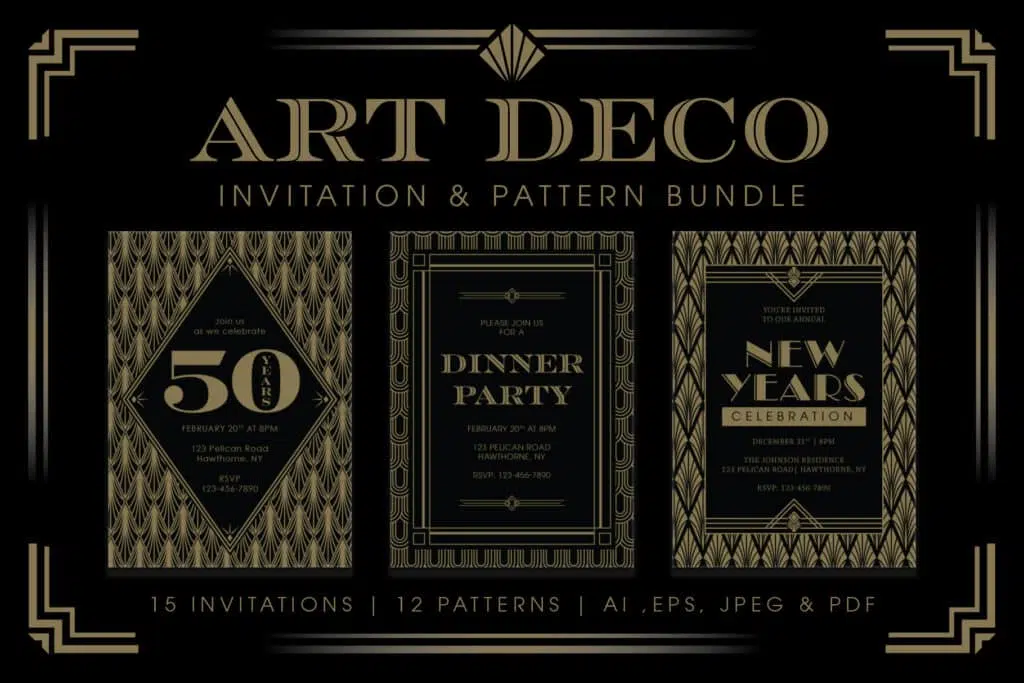 ART DECO
INVITATION & PATTERN BUNDLE
Join us
as we celebrate
50
YEARS
FEBRUARY 20TH AT 8PM
123 Pelican Road
Hawthorne, NY
RSVP
123-456-7890
PLEASE JOIN US
FOR A
DINNER
PARTY
FEBRUARY 20TH AT 8PM
123 PELICAN ROAD
HAWTHORNE, NY
RSVP: 123-456-7890
YOU'RE INVITED
TO OUR ANNUAL
NEW
YEARS
CELEBRATION
DECEMBER 31ST | 8PM
THE JOHNSON RESIDENCE
123 PELICAN ROAD| HAWTHORNE, NY
RSVP: 123-456-7890
15 INVITATIONS | 12 PATTERNS | AI ,EPS, JPEG & PDF